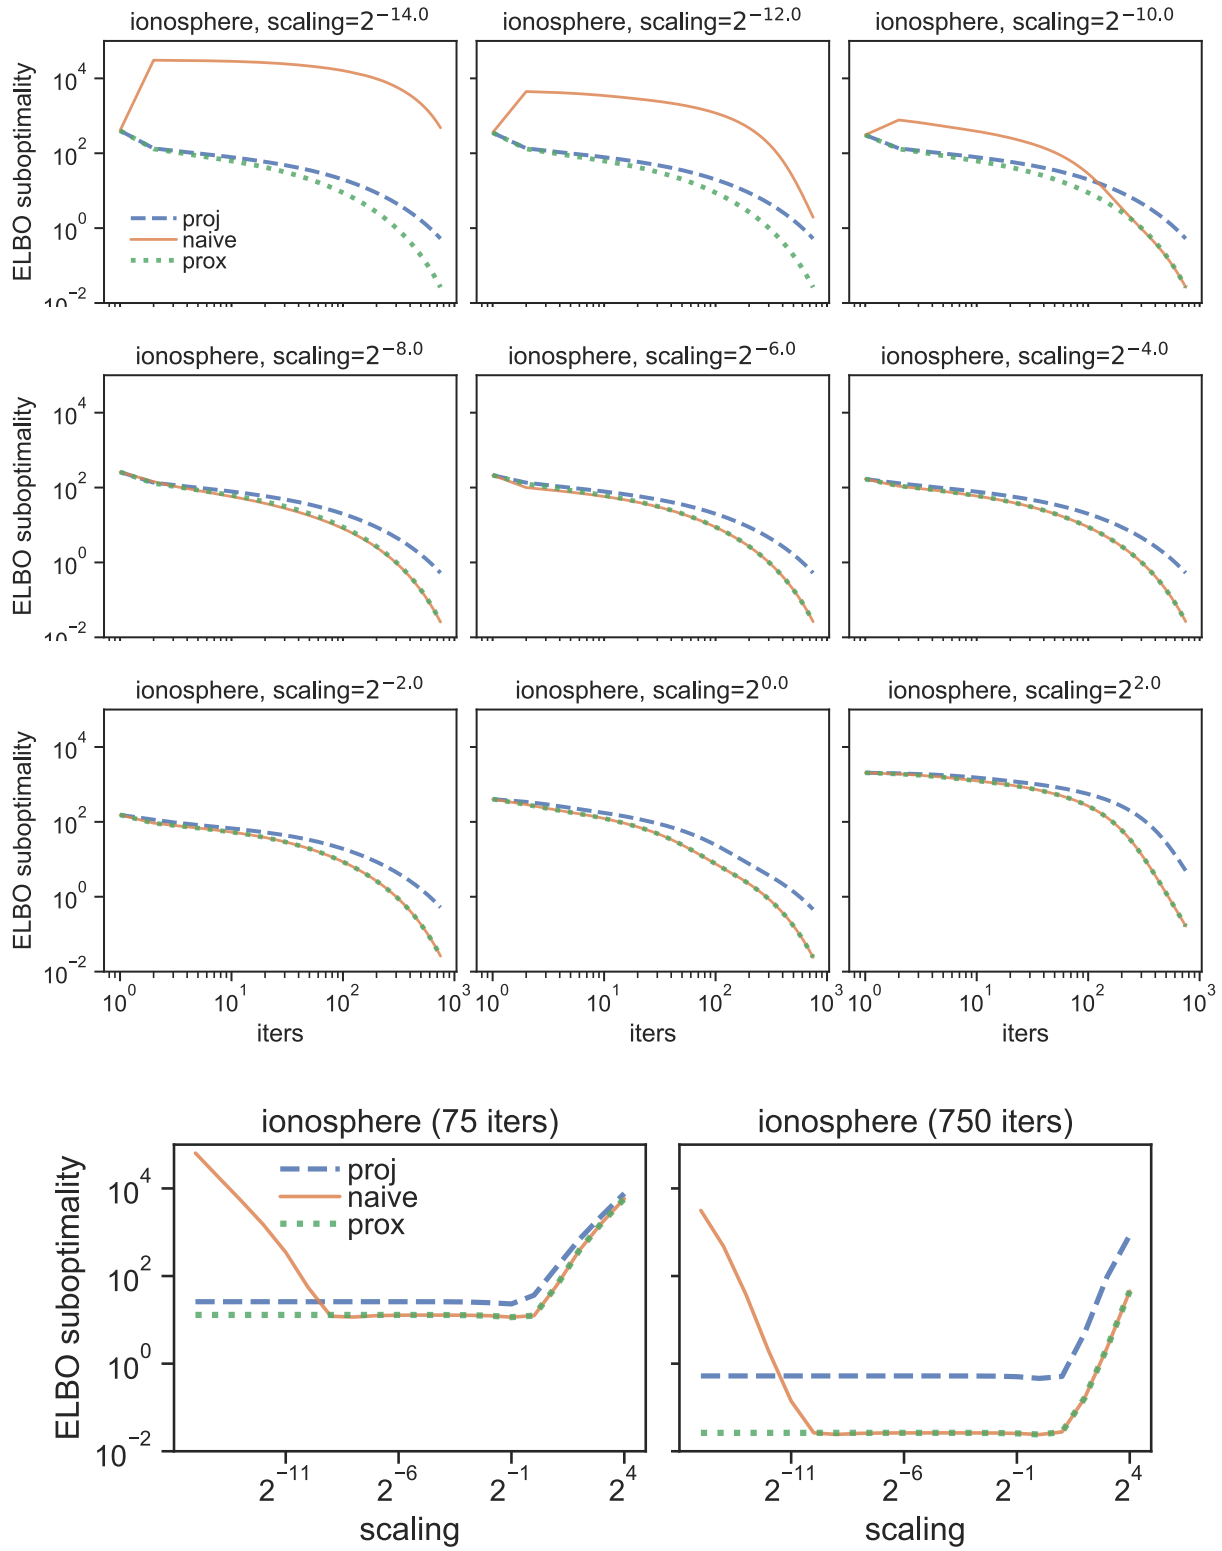 ionosphere, scaling=2^−14.0
ionosphere, scaling=2^−12.0
ionosphere, scaling=2^−10.0
ELBO suboptimality
10^4
10^2
10^0
10^−2
proj
naive
prox
ionosphere, scaling=2^−8.0
ionosphere, scaling=2^−6.0
ionosphere, scaling=2^−4.0
ELBO suboptimality
10^4
10^2
10^0
10^−2
ionosphere, scaling=2^−2.0
ionosphere, scaling=2^0.0
ionosphere, scaling=2^2.0
ELBO suboptimality
10^4
10^2
10^0
10^−2
10^0 10^1 10^2 10^3
10^0 10^1 10^2 10^3
10^0 10^1 10^2 10^3
iters
iters
iters
ionosphere (75 iters)
ionosphere (750 iters)
ELBO suboptimality
10^4
10^2
10^0
10^−2
proj
naive
prox
2^−11 2^−6 2^−1 2^4
2^−11 2^−6 2^−1 2^4
scaling
scaling